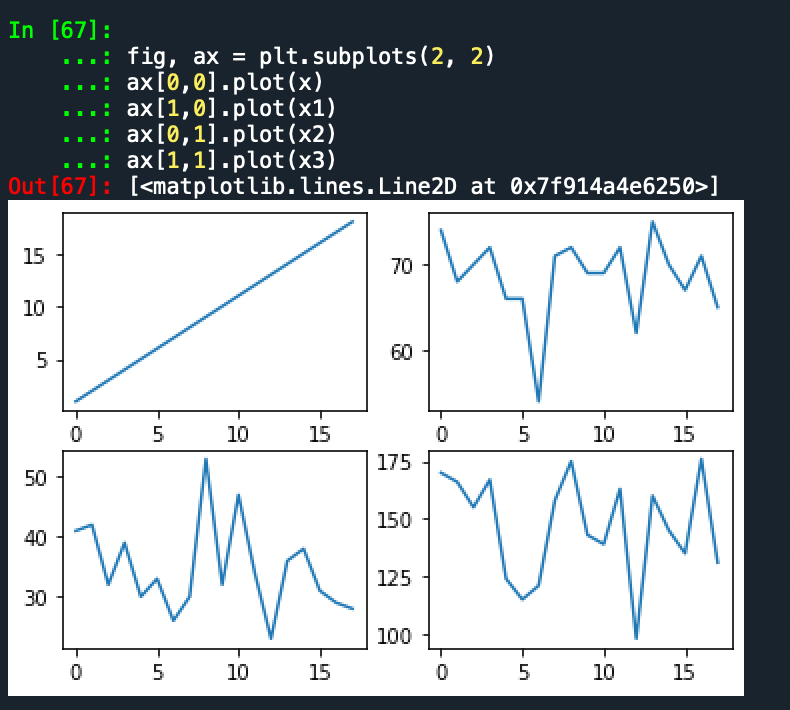 In [67]:
...: fig, ax = plt.subplots(2, 2)
...: ax[0,0].plot(x)
...: ax[1,0].plot(x1)
...: ax[0,1].plot(x2)
...: ax[1,1].plot(x3)
Out[67]: [<matplotlib.lines.Line2D at 0x7f914a4e6250>]
15
10
5
0 5 10 15
70
60
0 5 10 15
50
40
30
0 5 10 15
175
150
125
100
0 5 10 15